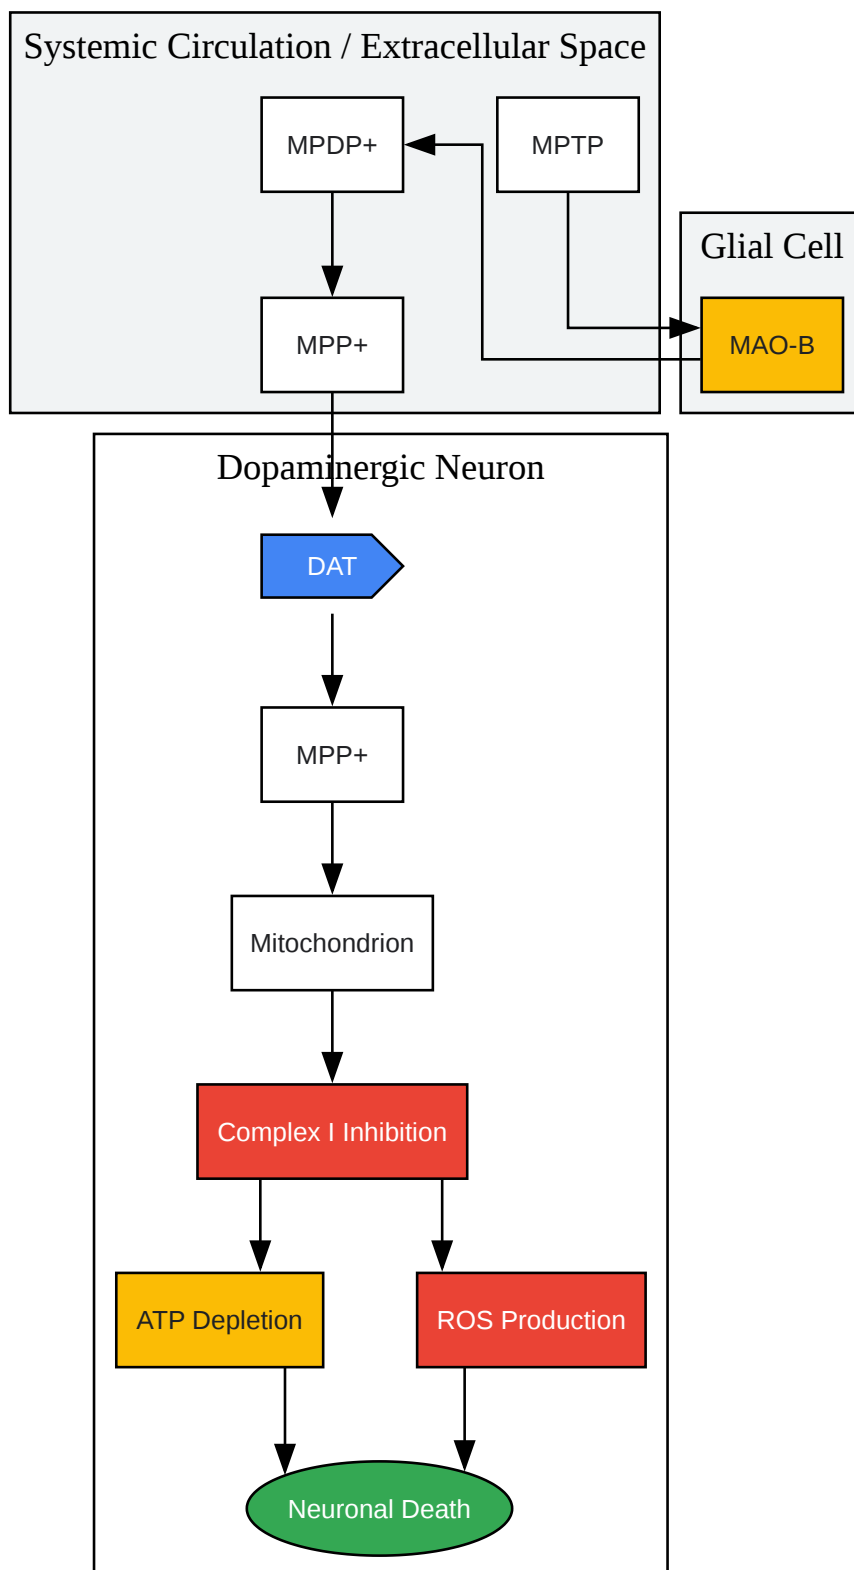 Systemic Circulation / Extracellular Space
MPDP+
MPTP
Glial Cell
MPP+
MAO-B
Dopaminergic Neuron
DAT
MPP+
Mitochondrion
Complex I Inhibition
ATP Depletion
ROS Production
Neuronal Death